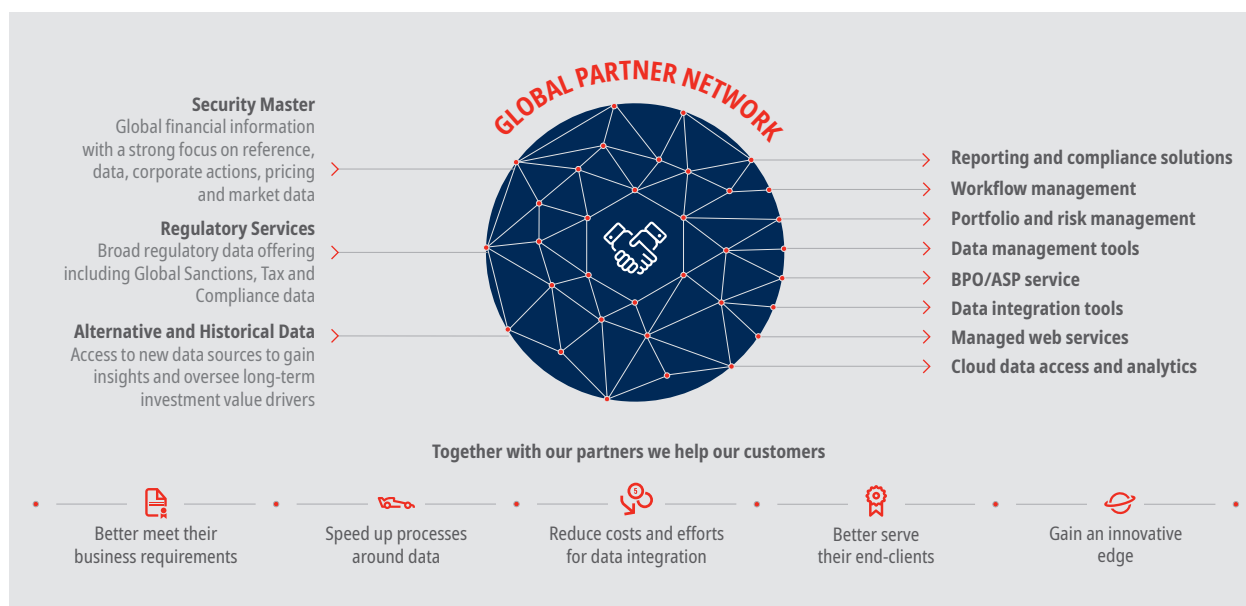 GLOBAL PARTNER NETWORK
Security Master
Global financial information
with a strong focus on reference,
data, corporate actions, pricing
and market data
Regulatory Services
Broad regulatory data offering
including Global Sanctions, Tax and
Compliance data
Alternative and Historical Data
Access to new data sources to gain
insights and oversee long-term
investment value drivers
Reporting and compliance solutions
Workflow management
Portfolio and risk management
Data management tools
BPO/ASP service
Data integration tools
Managed web services
Cloud data access and analytics
Together with our partners we help our customers
Better meet their
business requirements
Speed up processes
around data
Reduce costs and efforts
for data integration
Better serve
their end-clients
Gain an innovative
edge